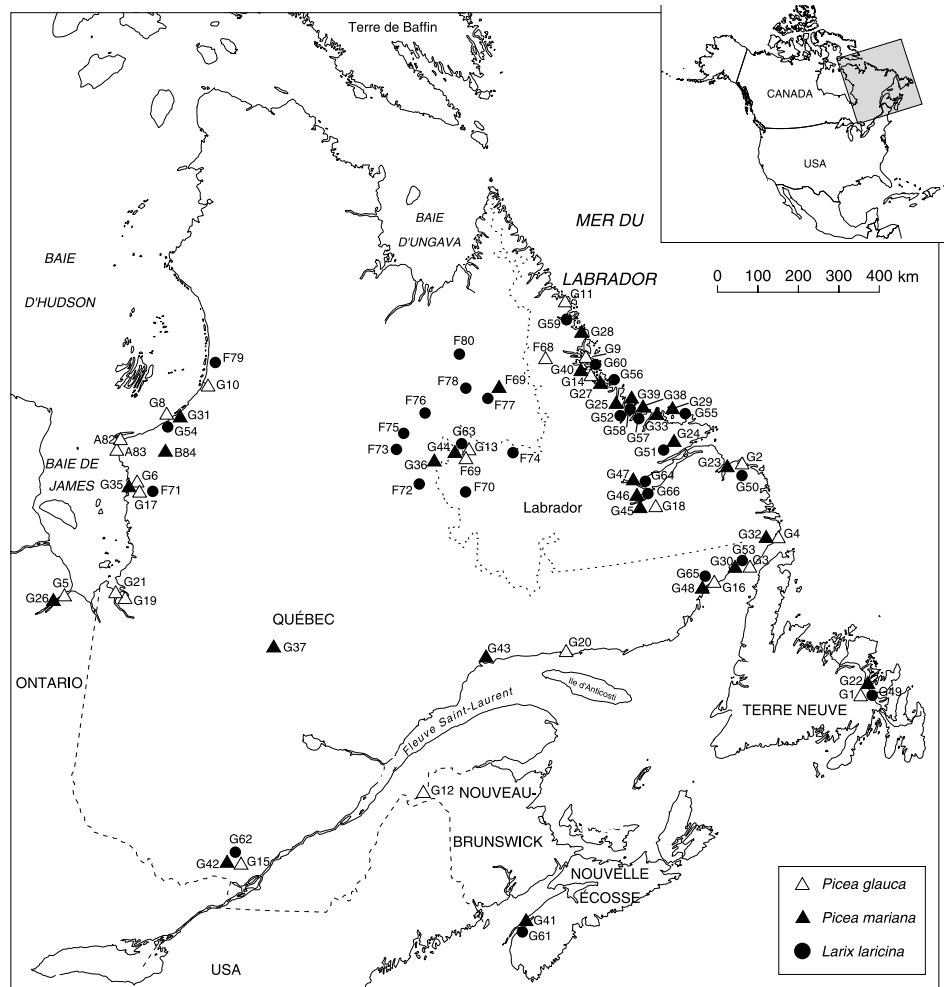 Terre de Baffin
CANADA
USA
BAIE
D'UNGAVA
MER DU
LABRADOR
BAIE
D'HUDSON
0 100 200 300 400 km
G11
G59
G28
F68
G9
G60
G40
G14
G56
G27
F80
F79
G10
F78
F69
F77
G39
G38
G25
G29
G55
G52
G33
G58
G57
G8
G31
G54
F76
F75
G63
G13
G24
A82
A83
B84
F73
G44
G36
F69
F74
G51
BAIE DE
JAMES
G6
G35
G17
F71
F72
F70
G23
G2
G50
G47
G64
G46
G66
G45
G18
Labrador
G32
G4
G53
G30
G3
G65
G48
G16
G5
G26
G21
G19
QUÉBEC
G37
G43
G20
ONTARIO
Ile d'Anticosti
Fleuve Saint-Laurent
G22
G1
G49
TERRE NEUVE
G12
NOUVEAU-
BRUNSWICK
G62
G42
G15
NOUVELLE
ÉCOSSE
G41
G61
USA
Picea glauca
Picea mariana
Larix laricina